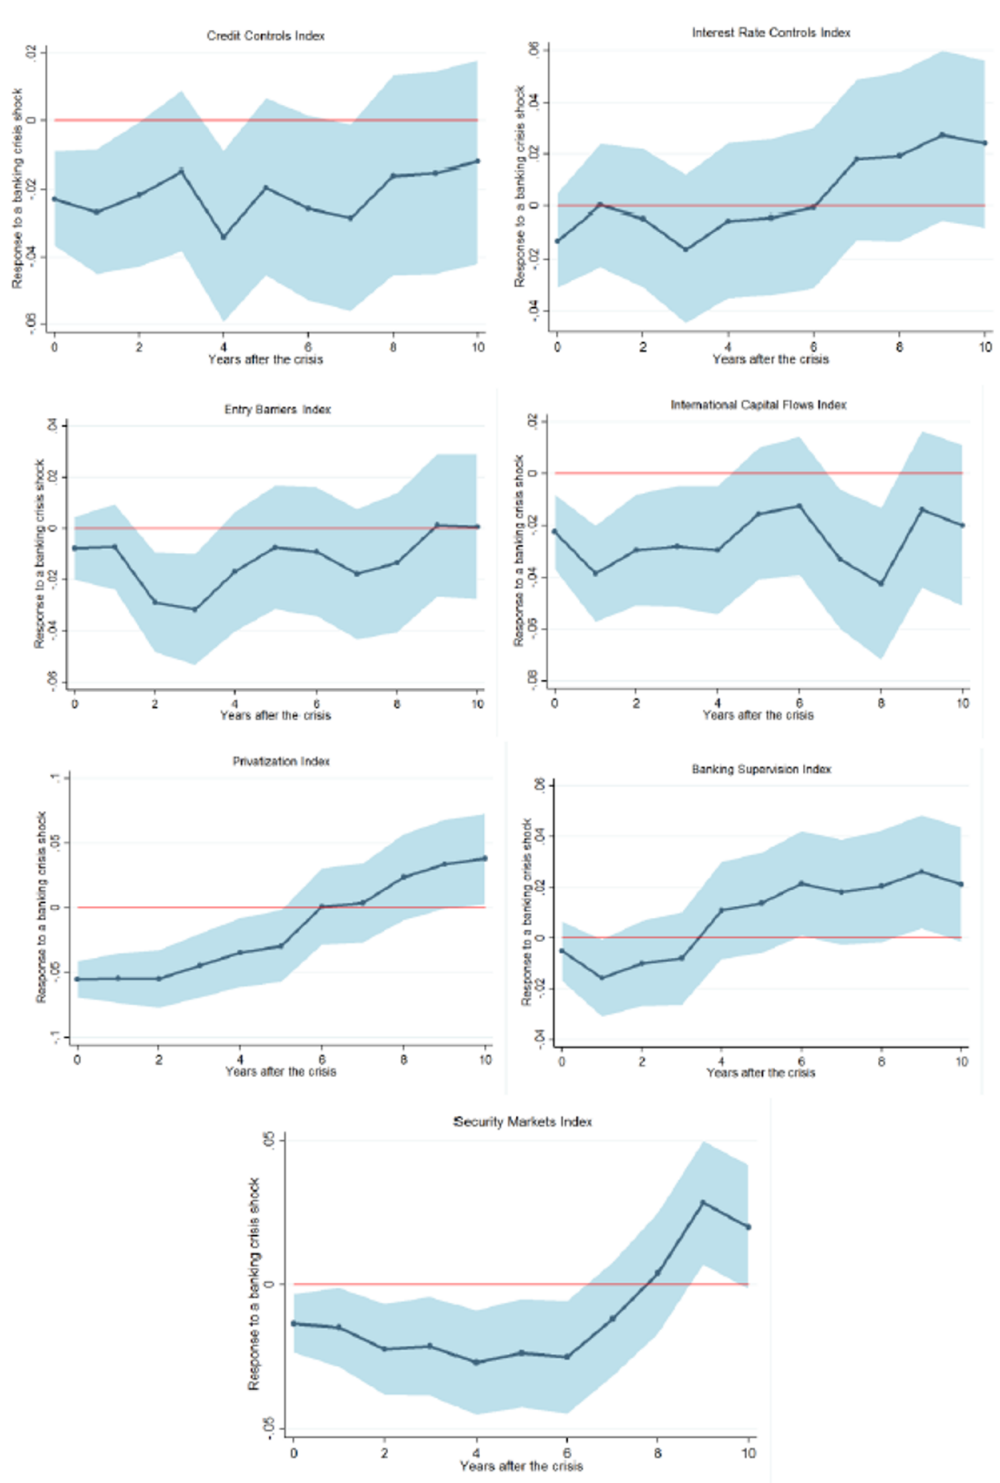 Credit Controls Index
Response to a banking crisis shock
.02
0
-.02
-.04
-.06
0 2 4 6 8 10
Years after the crisis
Interest Rate Controls Index
Response to a banking crisis shock
.06
.04
.02
0
-.02
-.04
0 2 4 6 8 10
Years after the crisis
Entry Barriers Index
Response to a banking crisis shock
.04
.02
0
-.02
-.04
-.06
0 2 4 6 8 10
Years after the crisis
International Capital Flows Index
Response to a banking crisis shock
.02
0
-.02
-.04
-.06
-.08
0 2 4 6 8 10
Years after the crisis
Privatization Index
Response to a banking crisis shock
.1
.05
0
-.05
-.1
0 2 4 6 8 10
Years after the crisis
Banking Supervision Index
Response to a banking crisis shock
.06
.04
.02
0
-.02
-.04
0 2 4 6 8 10
Years after the crisis
Security Markets Index
Response to a banking crisis shock
.05
0
-.05
0 2 4 6 8 10
Years after the crisis